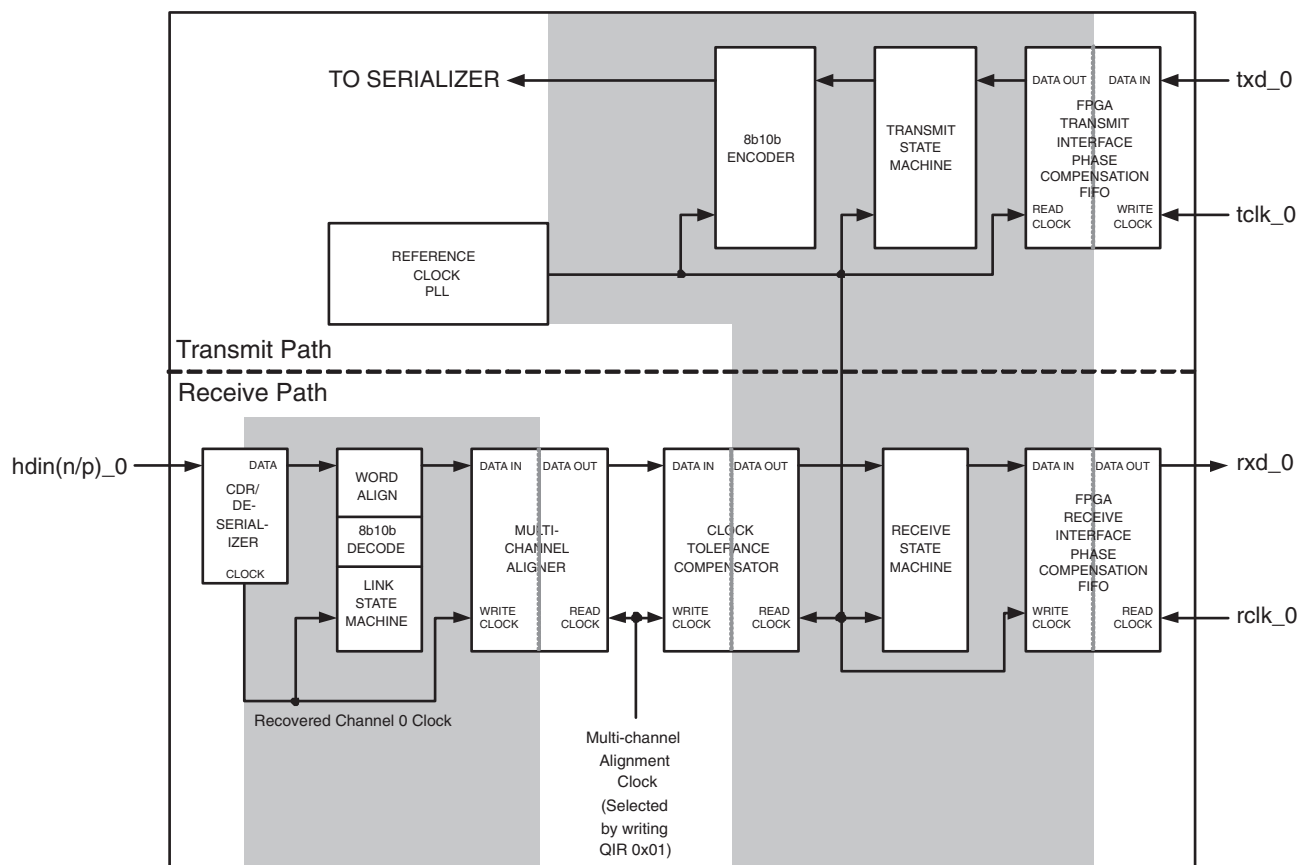 TO SERIALIZER
8b10b
ENCODER
TRANSMIT
STATE
MACHINE
DATA OUT
DATA IN
FPGA
TRANSMIT
INTERFACE
PHASE
COMPENSATION
FIFO
READ
CLOCK
WRITE
CLOCK
txd_0
tclk_0
REFERENCE
CLOCK
PLL
Transmit Path
Receive Path
hdin(n/p)_0
DATA
CDR/
DE-
SERIAL-
IZER
CLOCK
WORD
ALIGN
8b10b
DECODE
LINK
STATE
MACHINE
DATA IN
DATA OUT
MULTI-
CHANNEL
ALIGNER
WRITE
CLOCK
READ
CLOCK
DATA IN
DATA OUT
CLOCK
TOLERANCE
COMPENSATOR
WRITE
CLOCK
READ
CLOCK
RECEIVE
STATE
MACHINE
DATA IN
DATA OUT
FPGA
RECEIVE
INTERFACE
PHASE
COMPENSATION
FIFO
WRITE
CLOCK
READ
CLOCK
rxd_0
rclk_0
Recovered Channel 0 Clock
Multi-channel
Alignment
Clock
(Selected
by writing
QIR 0x01)